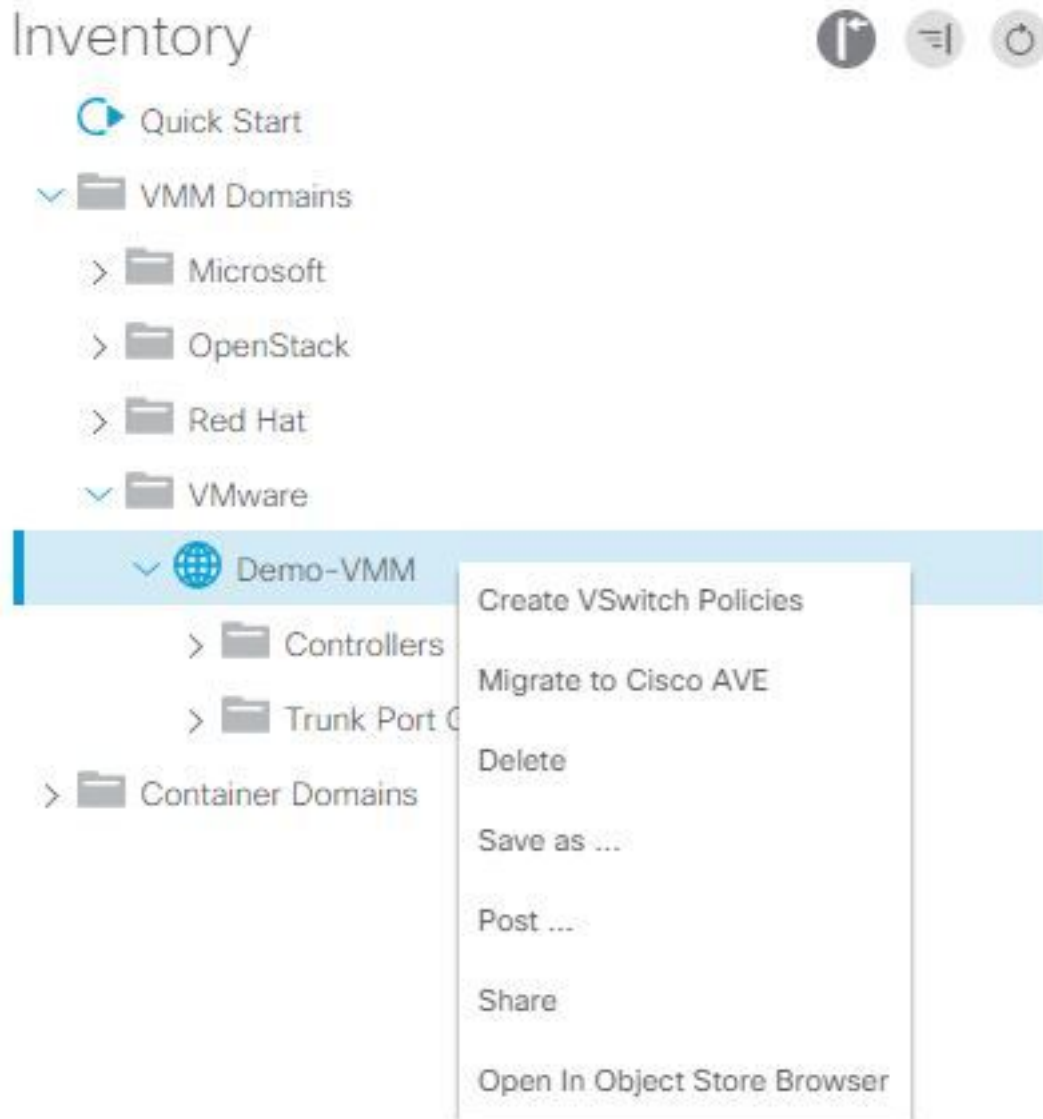 Inventory
Quick Start
VMM Domains
Microsoft
OpenStack
Red Hat
VMware
Demo-VMM
Create VSwitch Policies
Controllers
Migrate to Cisco AVE
Trunk Port
Delete
Container Domains
Save as ...
Post ...
Share
Open In Object Store Browser